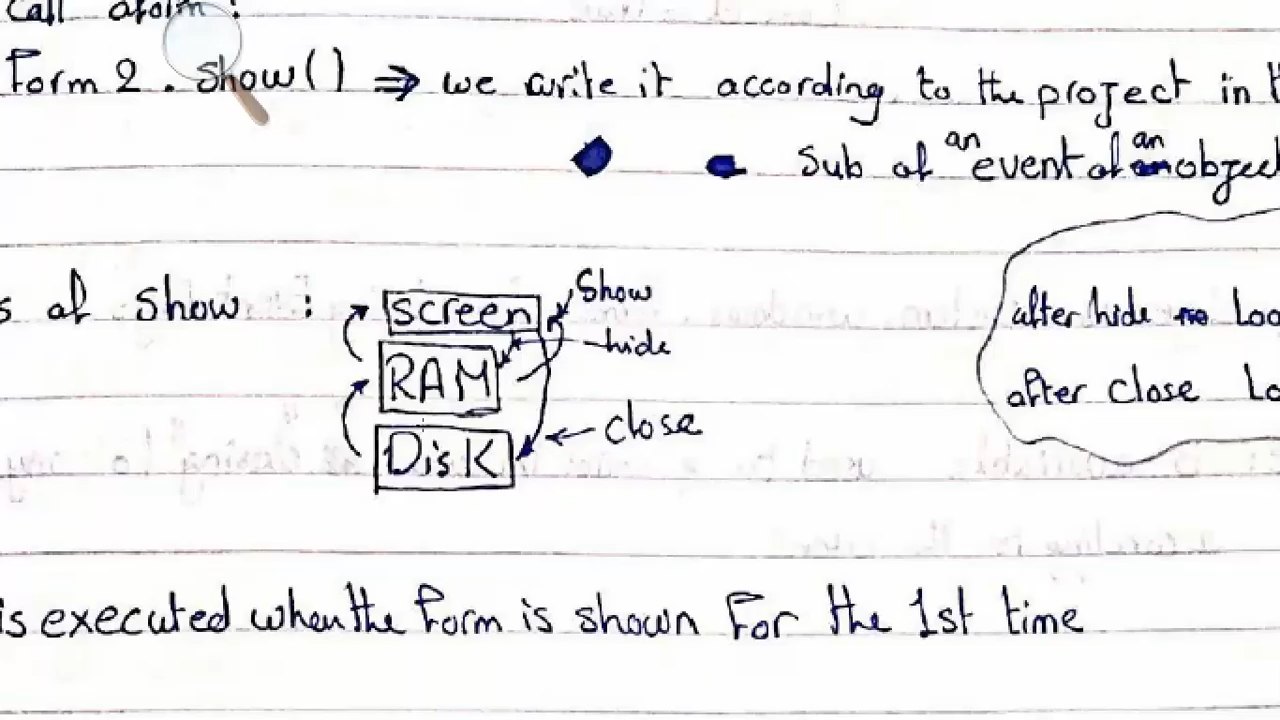 Call a form :
Form 2 . Show() ⇒ we write it according to the project in
Sub of an event of an object
s of show :
screen
Show
hide
RAM
close
Disk
after hide no Loa
after close Lo
is executed when the form is shown For the 1st time